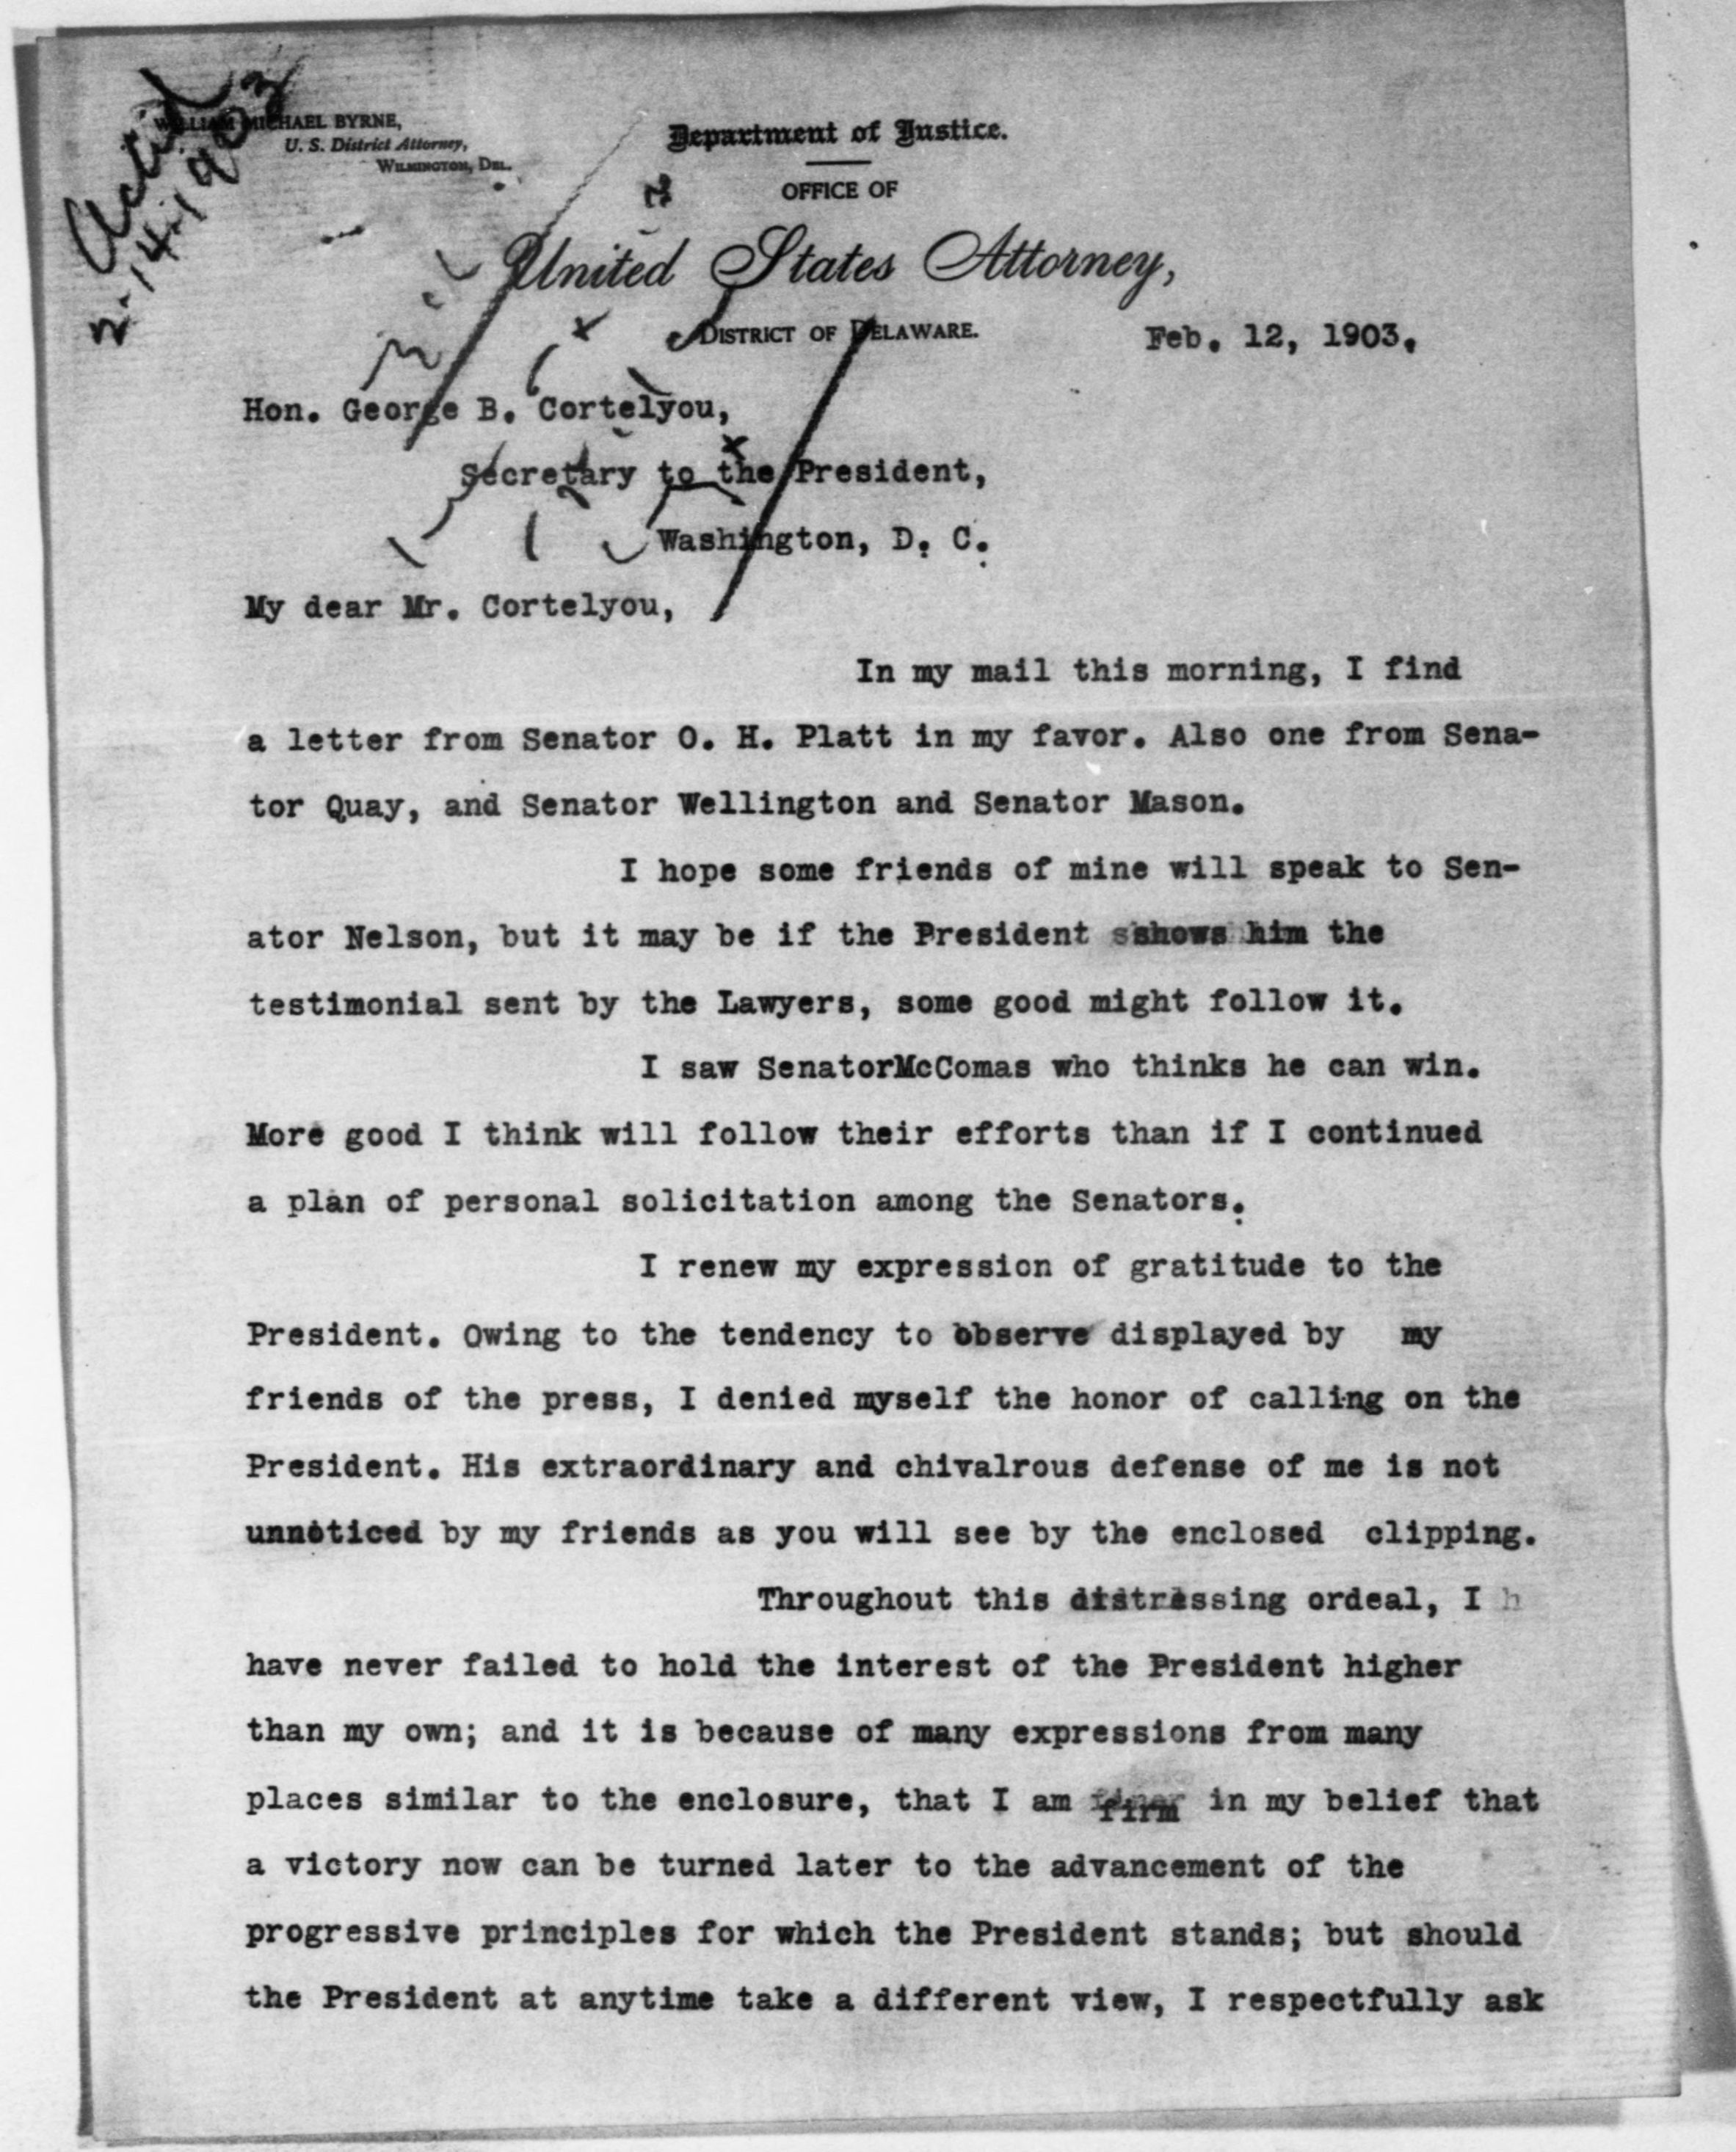 Ackd
2-14-1903
WILLIAM MICHAEL BYRNE,
U. S. District Attorney,
WILMINGTON, DEL.
Department of Justice.
OFFICE OF
United States Attorney,
DISTRICT OF DELAWARE.
Feb. 12, 1903.
Hon. George B. Cortelyou,
Secretary to the President,
Washington, D. C.
My dear Mr. Cortelyou,
In my mail this morning, I find
a letter from Senator O. H. Platt in my favor. Also one from Sena-
tor Quay, and Senator Wellington and Senator Mason.
I hope some friends of mine will speak to Sen-
ator Nelson, but it may be if the President shows him the
testimonial sent by the Lawyers, some good might follow it.
I saw SenatorMcComas who thinks he can win.
More good I think will follow their efforts than if I continued
a plan of personal solicitation among the Senators.
I renew my expression of gratitude to the
President. Owing to the tendency to observe displayed by my
friends of the press, I denied myself the honor of calling on the
President. His extraordinary and chivalrous defense of me is not
unnoticed by my friends as you will see by the enclosed clipping.
Throughout this distressing ordeal, I h
have never failed to hold the interest of the President higher
than my own; and it is because of many expressions from many
places similar to the enclosure, that I am firm in my belief that
a victory now can be turned later to the advancement of the
progressive principles for which the President stands; but should
the President at anytime take a different view, I respectfully ask